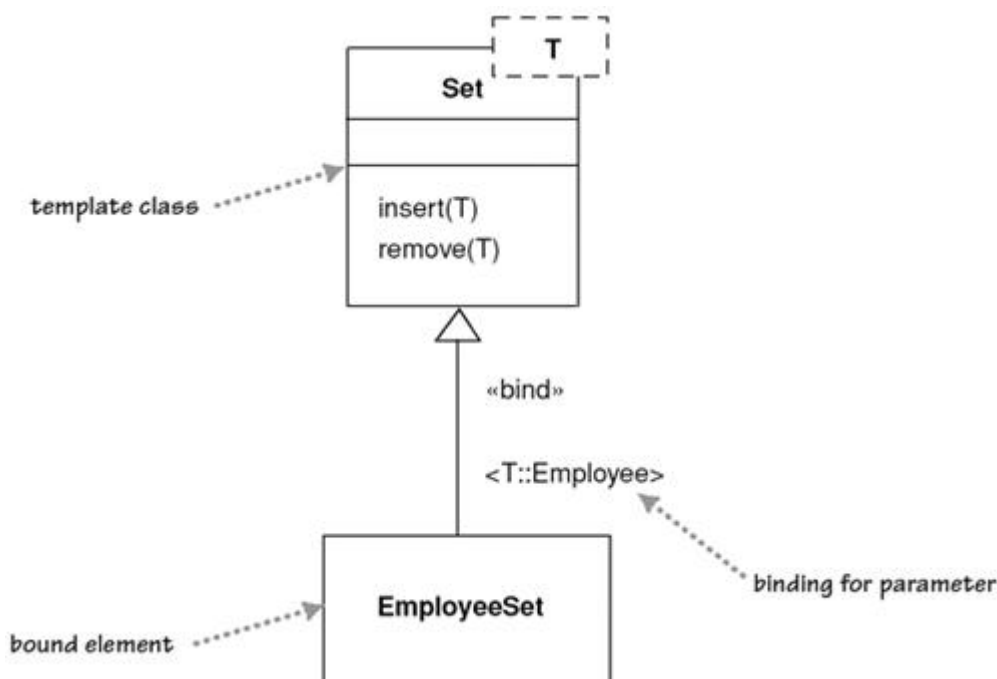 T
Set
template class
insert(T)
remove(T)
«bind»
<T::Employee>
binding for parameter
EmployeeSet
bound element